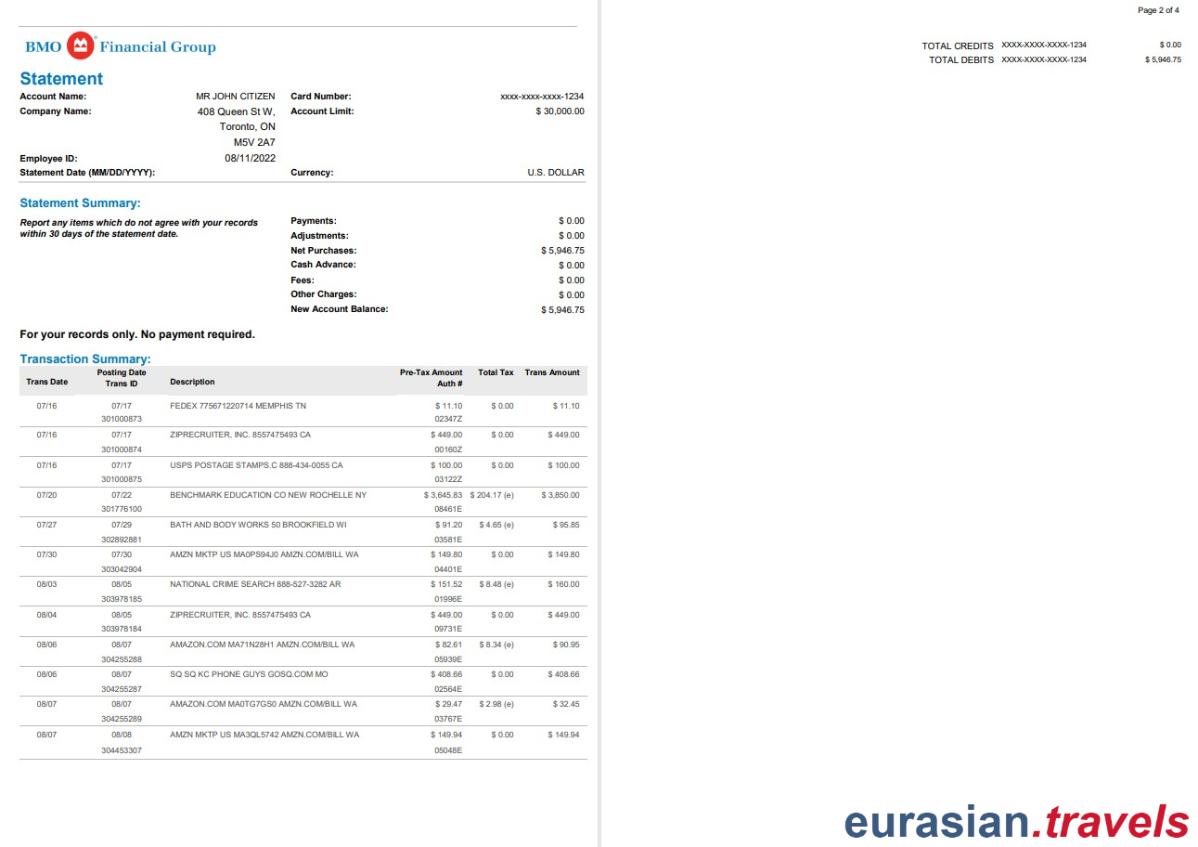 BMO Financial Group
Statement
Account Name: MR JOHN CITIZEN Card Number: xxxx-xxxx-xxxx-1234
Company Name: 408 Queen St W, Account Limit: $ 30,000.00
Toronto, ON
M5V 2A7
Employee ID: 08/11/2022
Statement Date (MM/DD/YYYY): Currency: U.S. DOLLAR
Statement Summary:
Report any items which do not agree with your records
within 30 days of the statement date.
Payments: $ 0.00
Adjustments: $ 0.00
Net Purchases: $ 5,946.75
Cash Advance: $ 0.00
Fees: $ 0.00
Other Charges: $ 0.00
New Account Balance: $ 5,946.75
For your records only. No payment required.
Transaction Summary:
Trans Date Posting Date Trans ID Description Pre-Tax Amount Auth # Total Tax Trans Amount
07/16 07/17 FEDEX 775671220714 MEMPHIS TN $ 11.10 $ 0.00 $ 11.10
301000873 02347Z
07/16 07/17 ZIPRECRUITER, INC. 8557475493 CA $ 449.00 $ 0.00 $ 449.00
301000874 00160Z
07/16 07/17 USPS POSTAGE STAMPS.C 888-434-0055 CA $ 100.00 $ 0.00 $ 100.00
301000875 03122Z
07/20 07/22 BENCHMARK EDUCATION CO NEW ROCHELLE NY $ 3,645.83 $ 204.17 (e) $ 3,850.00
301776100 08461E
07/27 07/29 BATH AND BODY WORKS 50 BROOKFIELD WI $ 91.20 $ 4.65 (e) $ 95.85
302892881 03581E
07/30 07/30 AMZN MKTP US MA0PS94J0 AMZN.COM/BILL WA $ 149.80 $ 0.00 $ 149.80
303042904 04401E
08/03 08/05 NATIONAL CRIME SEARCH 888-527-3282 AR $ 151.52 $ 8.48 (e) $ 160.00
303978185 01996E
08/04 08/05 ZIPRECRUITER, INC. 8557475493 CA $ 449.00 $ 0.00 $ 449.00
303978184 09731E
08/06 08/07 AMAZON.COM MA71N28H1 AMZN.COM/BILL WA $ 82.61 $ 8.34 (e) $ 90.95
304255288 05939E
08/06 08/07 SQ SQ KC PHONE GUYS GOSQ.COM MO $ 408.66 $ 0.00 $ 408.66
304255287 02564E
08/07 08/07 AMAZON.COM MA0TG7GS0 AMZN.COM/BILL WA $ 29.47 $ 2.98 (e) $ 32.45
304255289 03767E
08/07 08/08 AMZN MKTP US MA3QL5742 AMZN.COM/BILL WA $ 149.94 $ 0.00 $ 149.94
304453307 05048E
Page 2 of 4
TOTAL CREDITS XXXX-XXXX-XXXX-1234 $ 0.00
TOTAL DEBITS XXXX-XXXX-XXXX-1234 $ 5,946.75
eurasian.travels